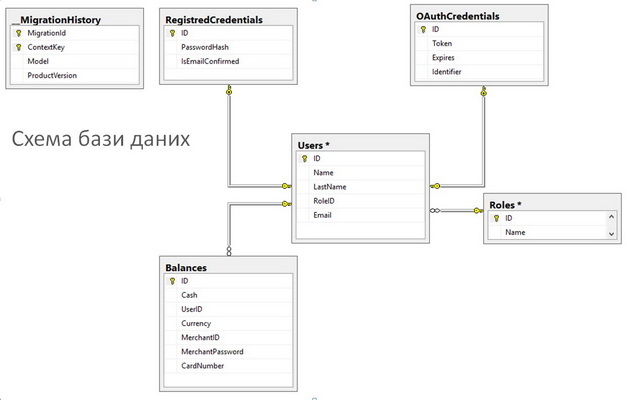 __MigrationHistory
MigrationId
ContextKey
Model
ProductVersion
RegistredCredentials
ID
PasswordHash
IsEmailConfirmed
OAuthCredentials
ID
Token
Expires
Identifier
Схема бази даних
Users *
ID
Name
LastName
RoleID
Email
Roles *
ID
Name
Balances
ID
Cash
UserID
Currency
MerchantID
MerchantPassword
CardNumber